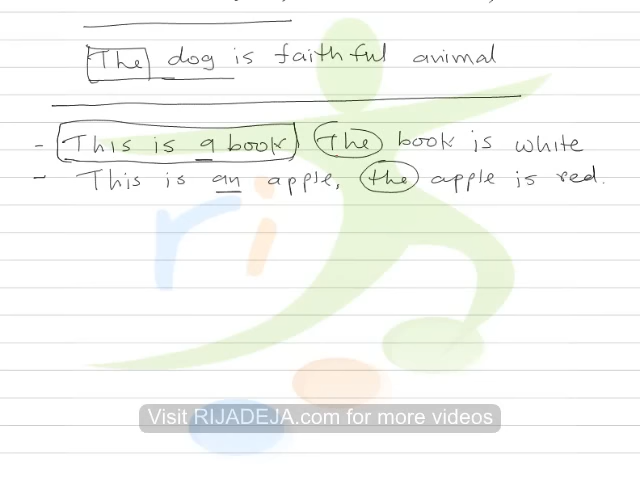 The dog is faithful animal
- This is a book The book is white
- This is an apple, the apple is red.
ri
Visit RIJADEJA.com for more videos